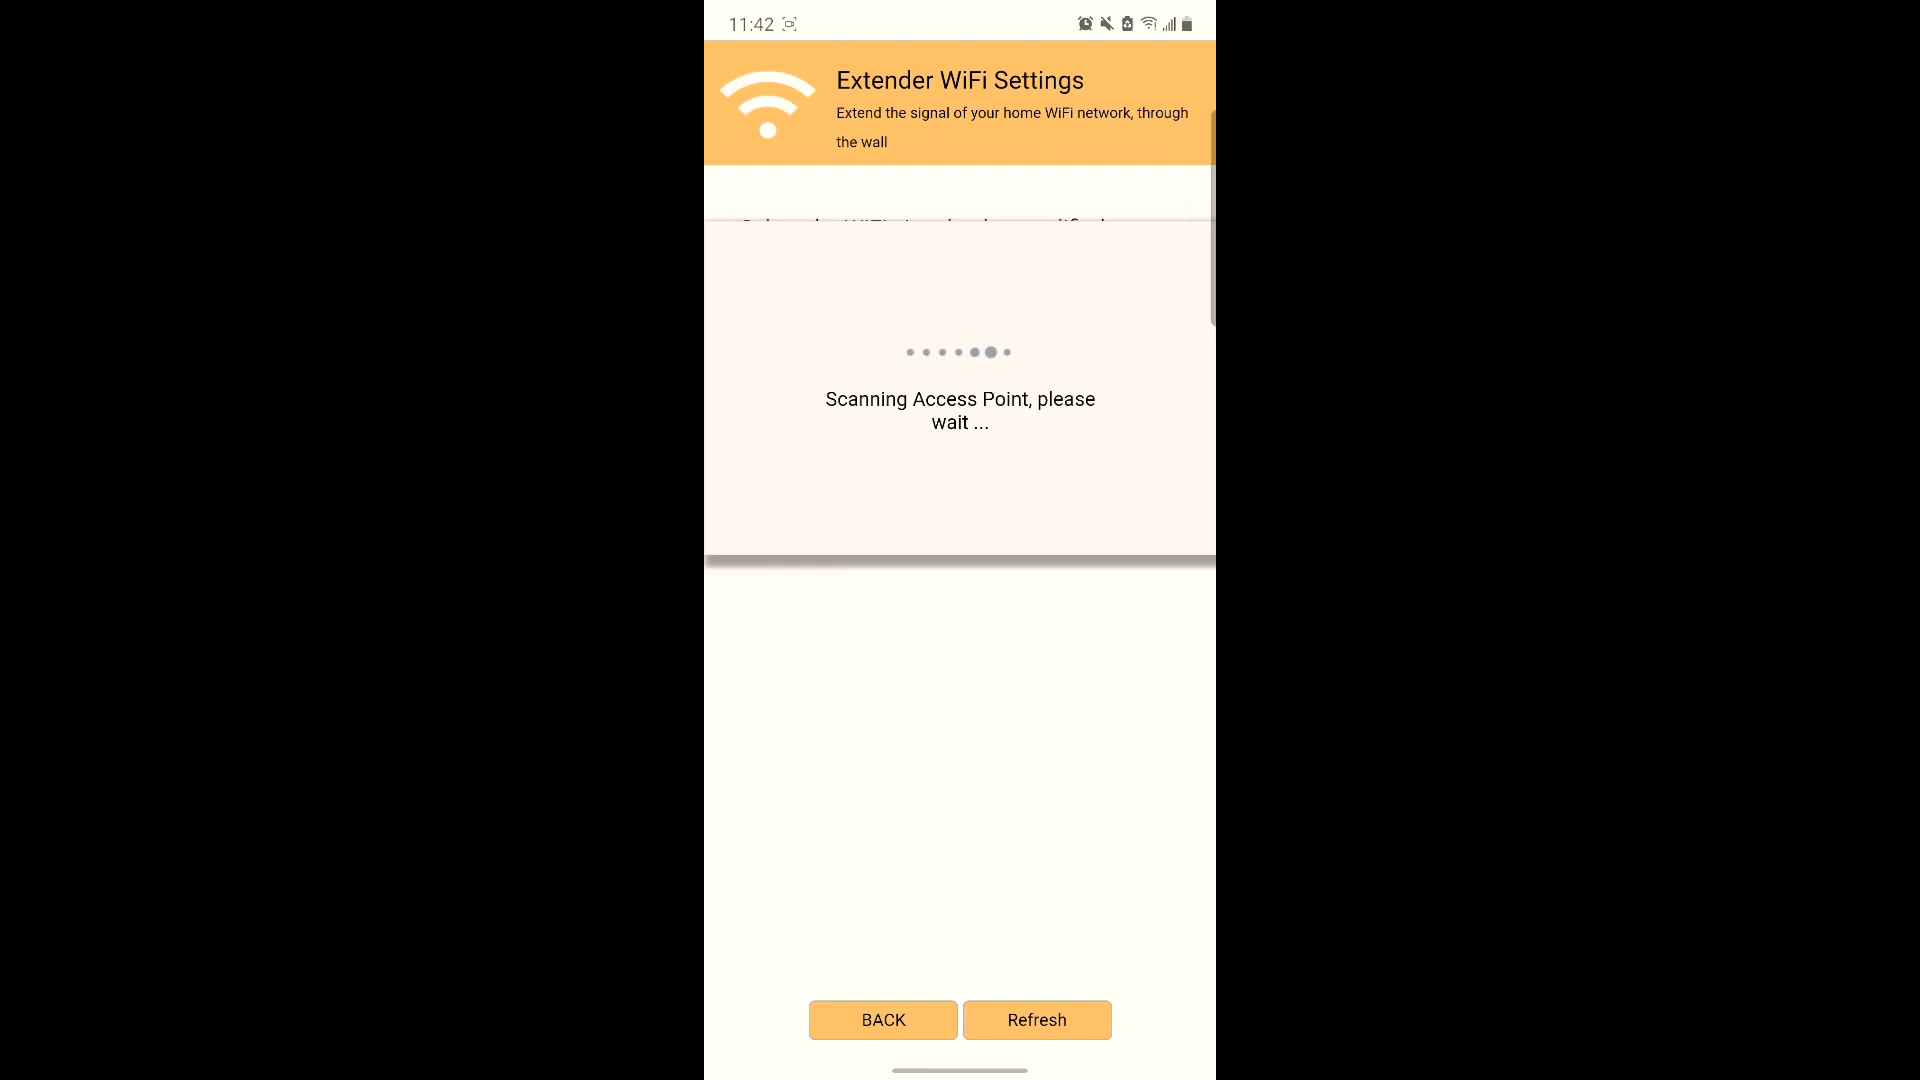 11:42
Extender WiFi Settings
Extend the signal of your home WiFi network, through
the wall
Scanning Access Point, please
wait ...
BACK
Refresh